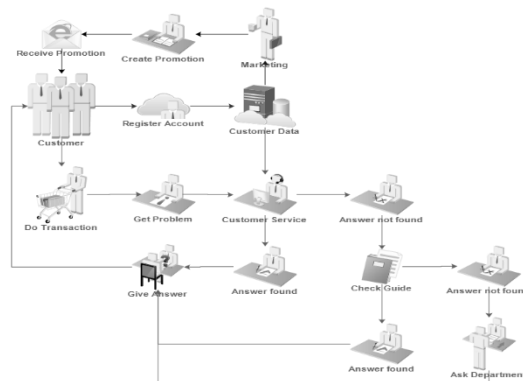 Receive Promotion
Create Promotion
Marketing
Customer
Register Account
Customer Data
Do Transaction
Get Problem
Customer Service
Answer not found
Give Answer
Answer found
Check Guide
Answer not foun
Answer found
Ask Departmen